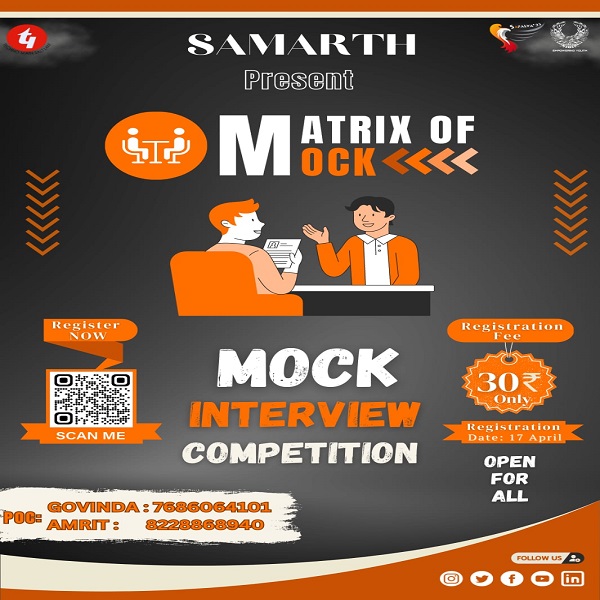 SAMARTH
Present
MATRIX OF
MOCK
Register
NOW
SCAN ME
MOCK
INTERVIEW
COMPETITION
Registration
Fee
30₹
Only
Registration
Date: 17 April
OPEN
FOR
ALL
POC:
GOVINDA : 7686064101
AMRIT : 8228868940
FOLLOW US